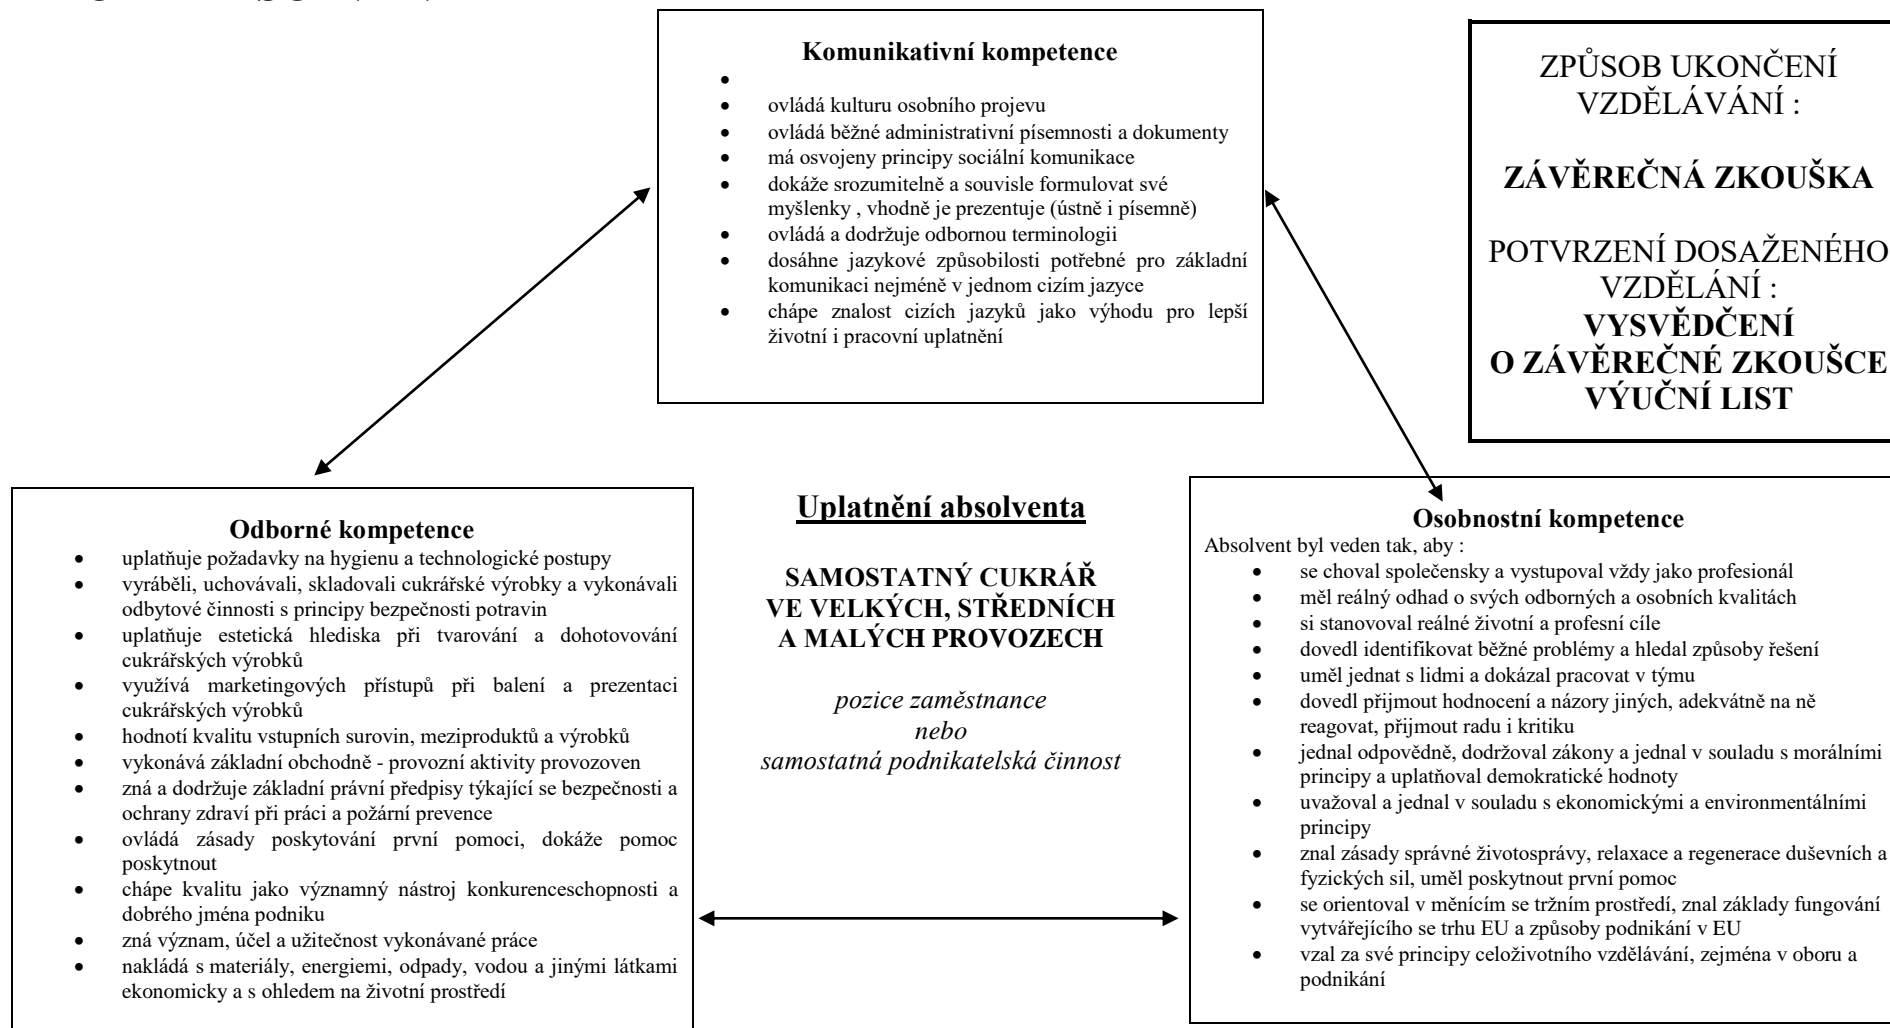 Komunikativní kompetence
•
• ovládá kulturu osobního projevu
• ovládá běžné administrativní písemnosti a dokumenty
• má osvojeny principy sociální komunikace
• dokáže srozumitelně a souvisle formulovat své
myšlenky , vhodně je prezentuje (ústně i písemně)
• ovládá a dodržuje odbornou terminologii
• dosáhne jazykové způsobilosti potřebné pro základní
komunikaci nejméně v jednom cizím jazyce
• chápe znalost cizích jazyků jako výhodu pro lepší
životní i pracovní uplatnění
ZPŮSOB UKONČENÍ
VZDĚLÁVÁNÍ :
ZÁVĚREČNÁ ZKOUŠKA
POTVRZENÍ DOSAŽENÉHO
VZDĚLÁNÍ :
VYSVĚDČENÍ
O ZÁVĚREČNÉ ZKOUŠCE
VÝUČNÍ LIST
Odborné kompetence
• uplatňuje požadavky na hygienu a technologické postupy
• vyráběli, uchovávali, skladovali cukrářské výrobky a vykonávali
odbytové činnosti s principy bezpečnosti potravin
• uplatňuje estetická hlediska při tvarování a dohotovování
cukrářských výrobků
• využívá marketingových přístupů při balení a prezentaci
cukrářských výrobků
• hodnotí kvalitu vstupních surovin, meziproduktů a výrobků
• vykonává základní obchodně - provozní aktivity provozoven
• zná a dodržuje základní právní předpisy týkající se bezpečnosti a
ochrany zdraví při práci a požární prevence
• ovládá zásady poskytování první pomoci, dokáže pomoc
poskytnout
• chápe kvalitu jako významný nástroj konkurenceschopnosti a
dobrého jména podniku
• zná význam, účel a užitečnost vykonávané práce
• nakládá s materiály, energiemi, odpady, vodou a jinými látkami
ekonomicky a s ohledem na životní prostředí
Uplatnění absolventa
SAMOSTATNÝ CUKRÁŘ
VE VELKÝCH, STŘEDNÍCH
A MALÝCH PROVOZECH
pozice zaměstnance
nebo
samostatná podnikatelská činnost
Osobnostní kompetence
Absolvent byl veden tak, aby :
• se choval společensky a vystupoval vždy jako profesionál
• měl reálný odhad o svých odborných a osobních kvalitách
• si stanovoval reálné životní a profesní cíle
• dovedl identifikovat běžné problémy a hledal způsoby řešení
• uměl jednat s lidmi a dokázal pracovat v týmu
• dovedl přijmout hodnocení a názory jiných, adekvátně na ně
reagovat, přijmout radu i kritiku
• jednal odpovědně, dodržoval zákony a jednal v souladu s morálními
principy a uplatňoval demokratické hodnoty
• uvažoval a jednal v souladu s ekonomickými a environmentálními
principy
• znal zásady správné životosprávy, relaxace a regenerace duševních a
fyzických sil, uměl poskytnout první pomoc
• se orientoval v měnícím se tržním prostředí, znal základy fungování
vytvářejícího se trhu EU a způsoby podnikání v EU
• vzal za své principy celoživotního vzdělávání, zejména v oboru a
podnikání